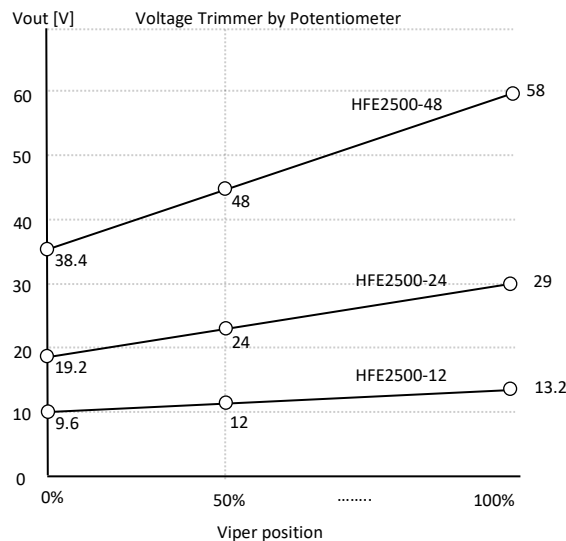 Vout [V] Voltage Trimmer by Potentiometer
60
HFE2500-48
58
50
48
40
38.4
30
HFE2500-24
29
24
20
19.2
HFE2500-12
13.2
12
10
9.6
0
0% 50% ........ 100%
Viper position